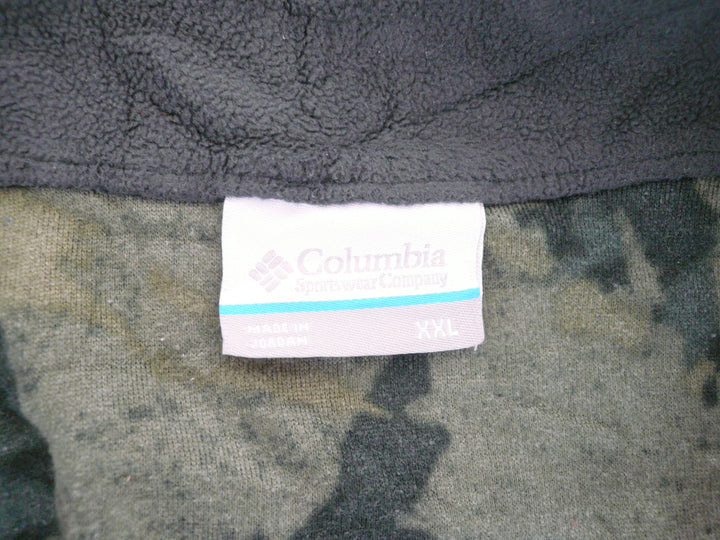 Columbia
Sportswear Company
MADE IN
JORDAN
XXL